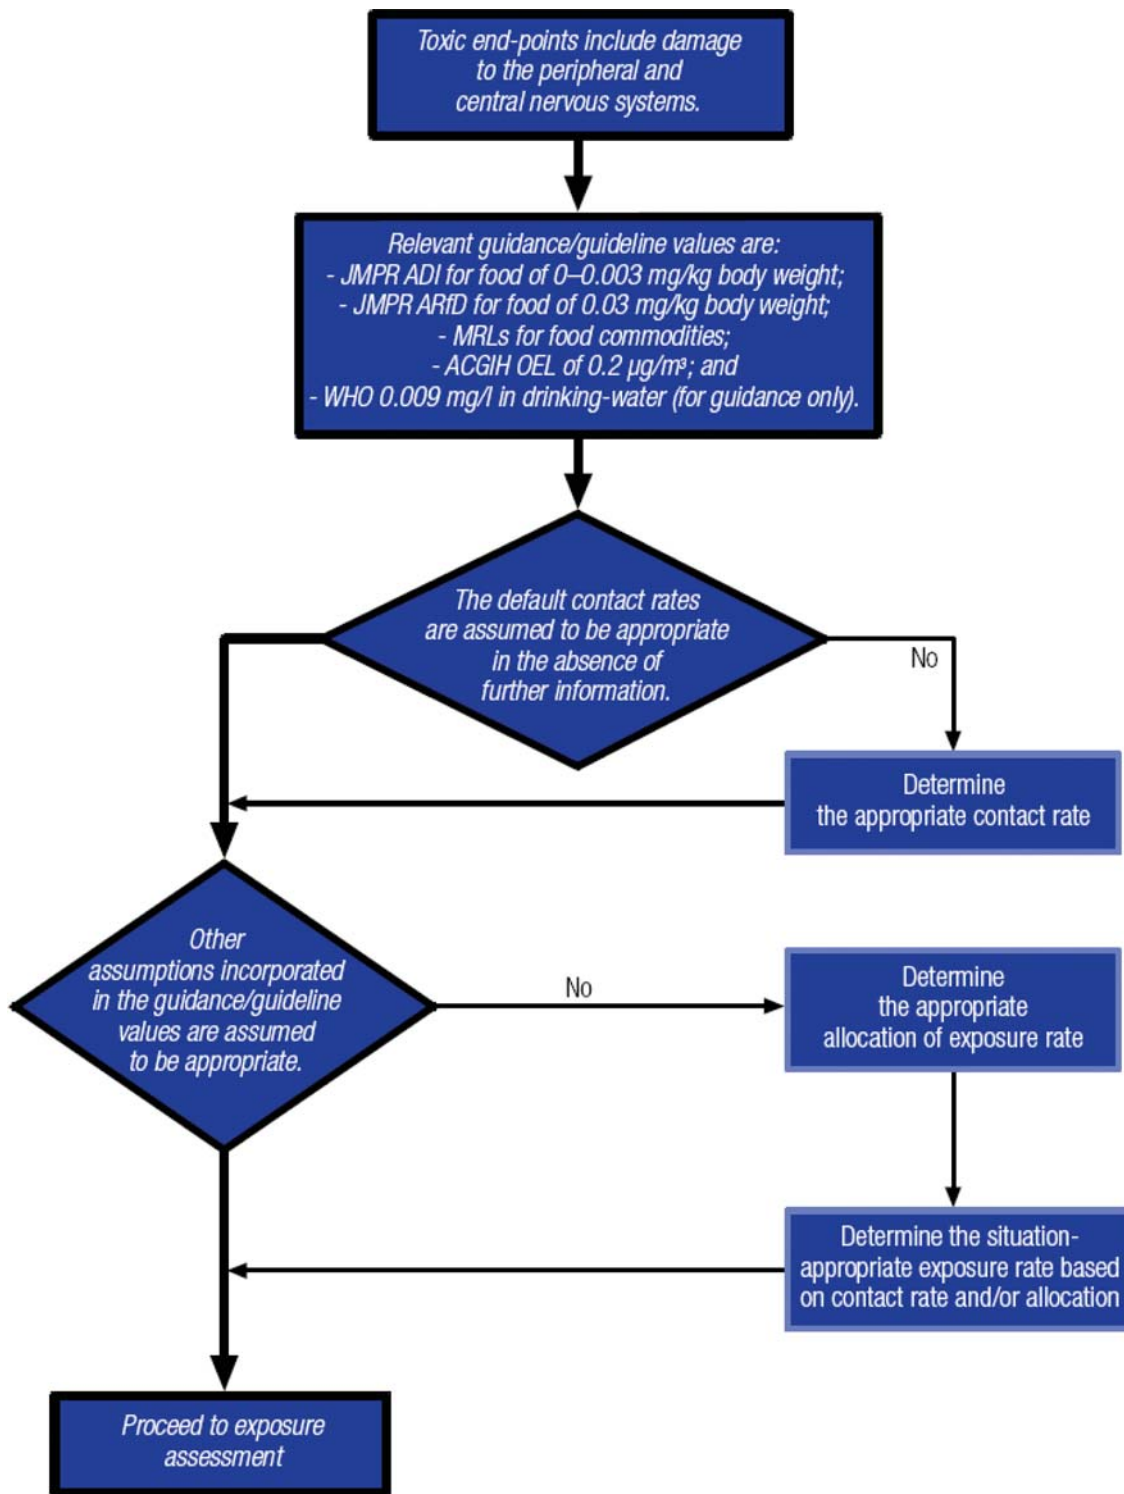 Toxic end-points include damage
to the peripheral and
central nervous systems.
Relevant guidance/guideline values are:
- JMPR ADI for food of 0–0.003 mg/kg body weight;
- JMPR ARfD for food of 0.03 mg/kg body weight;
- MRLs for food commodities;
- ACGIH OEL of 0.2 µg/m³; and
- WHO 0.009 mg/l in drinking-water (for guidance only).
The default contact rates
are assumed to be appropriate
in the absence of
further information.
No
Determine
the appropriate contact rate
Other
assumptions incorporated
in the guidance/guideline
values are assumed
to be appropriate.
No
Determine
the appropriate
allocation of exposure rate
Determine the situation-
appropriate exposure rate based
on contact rate and/or allocation
Proceed to exposure
assessment